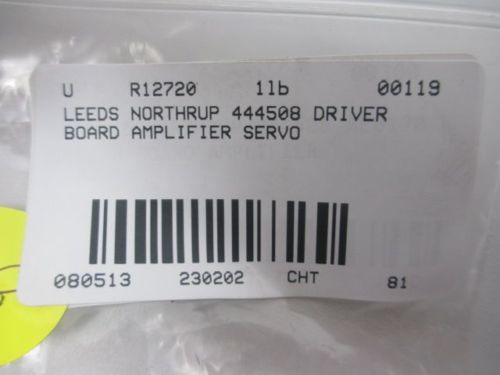 U R12720 1lb 00119
LEEDS NORTHRUP 444508 DRIVER
BOARD AMPLIFIER SERVO
080513 230202 CHT 81